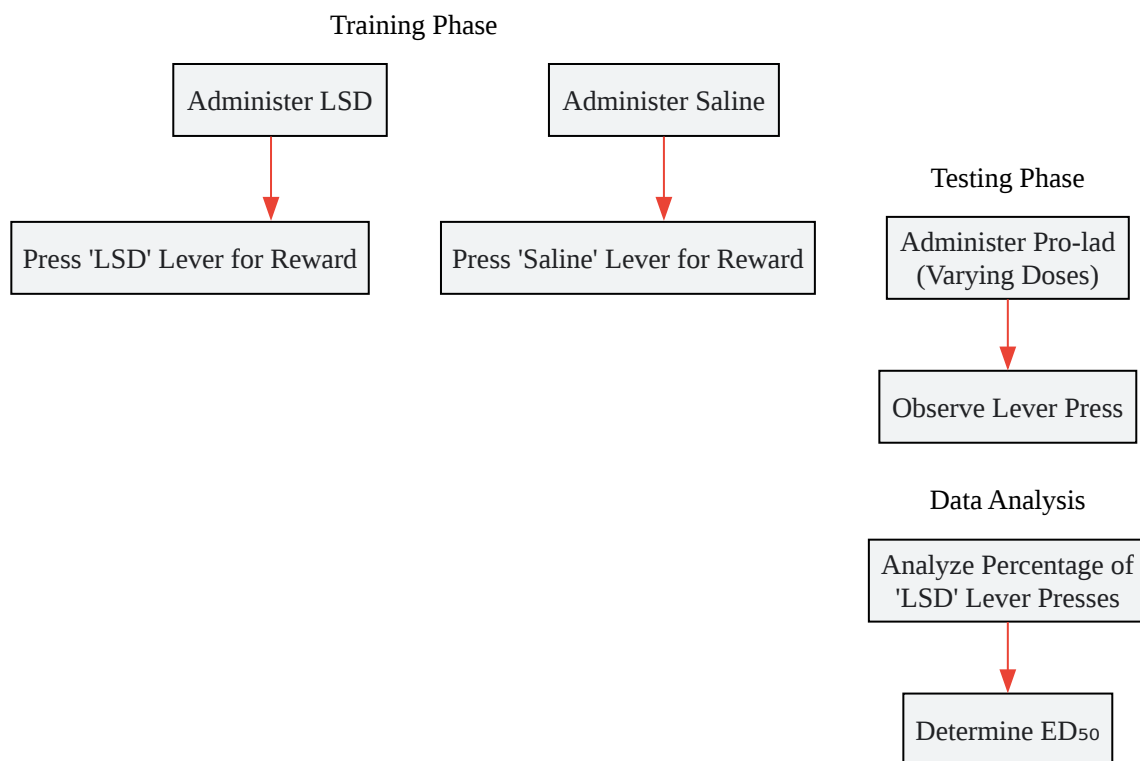 Training Phase
Administer LSD
Administer Saline
Press 'LSD' Lever for Reward
Press 'Saline' Lever for Reward
Testing Phase
Administer Pro-lad
(Varying Doses)
Observe Lever Press
Data Analysis
Analyze Percentage of
'LSD' Lever Presses
Determine ED₅₀